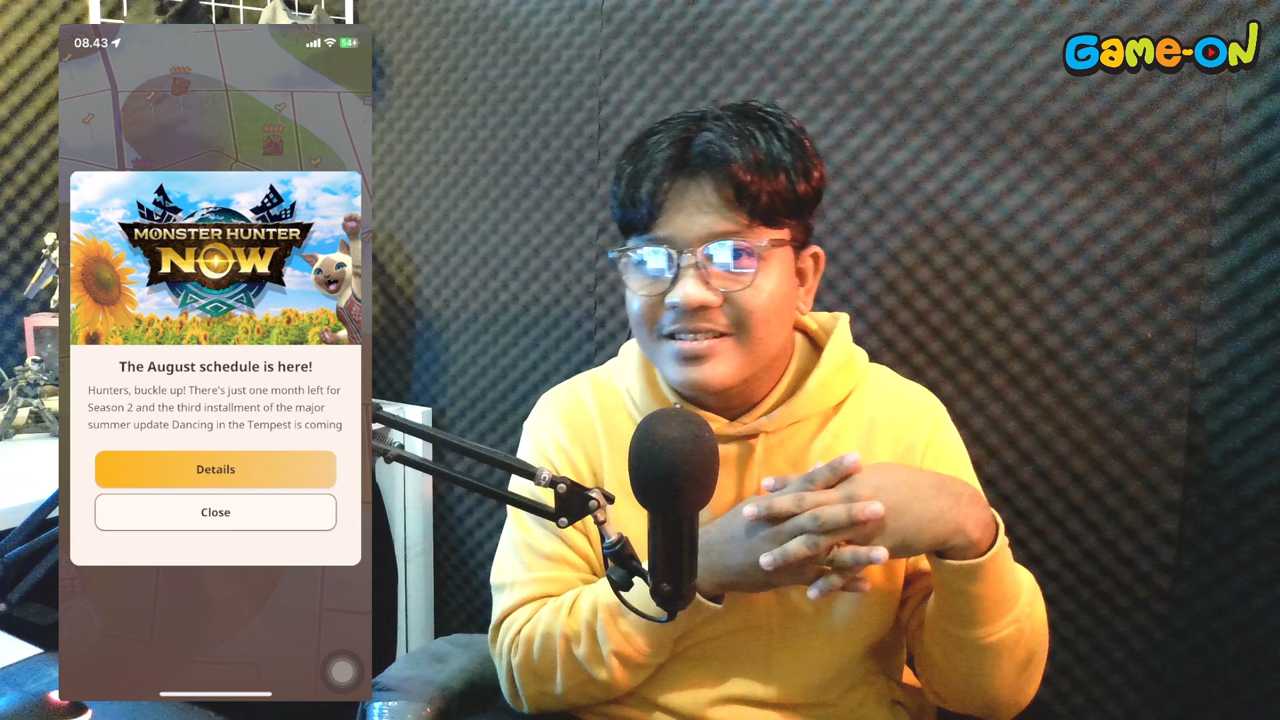 08.43
54
GAME-ON
MONSTER HUNTER
NOW
The August schedule is here!
Hunters, buckle up! There's just one month left for
Season 2 and the third installment of the major
summer update Dancing in the Tempest is coming
Details
Close